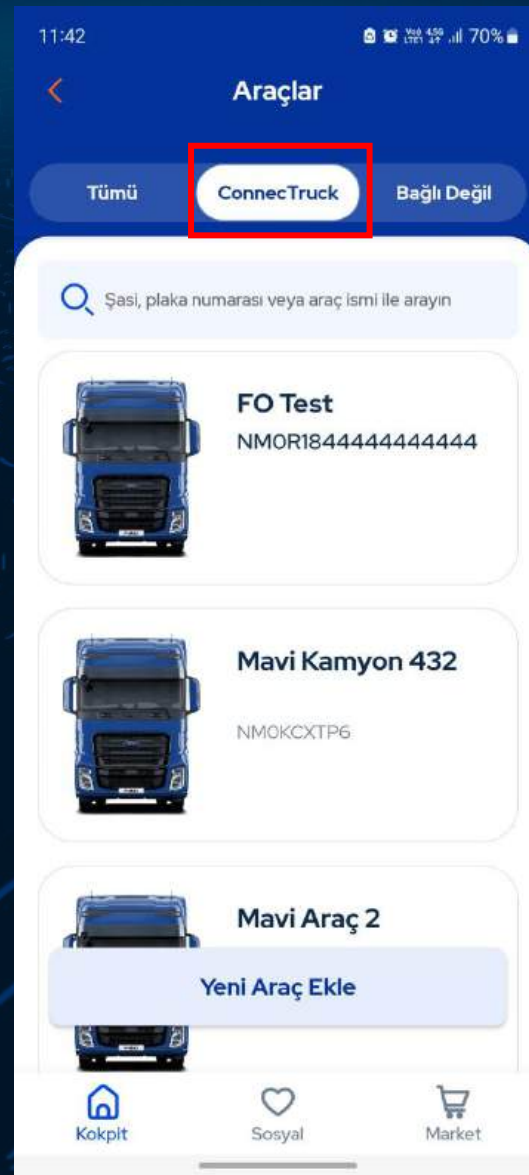 11:42
70%
Araçlar
Tümü
ConnecTruck
Bağlı Değil
Şasi, plaka numarası veya araç ismi ile arayın
FO Test
NM0R1844444444444
Mavi Kamyon 432
NM0KCXTP6
Mavi Araç 2
Yeni Araç Ekle
Kokpit
Sosyal
Market